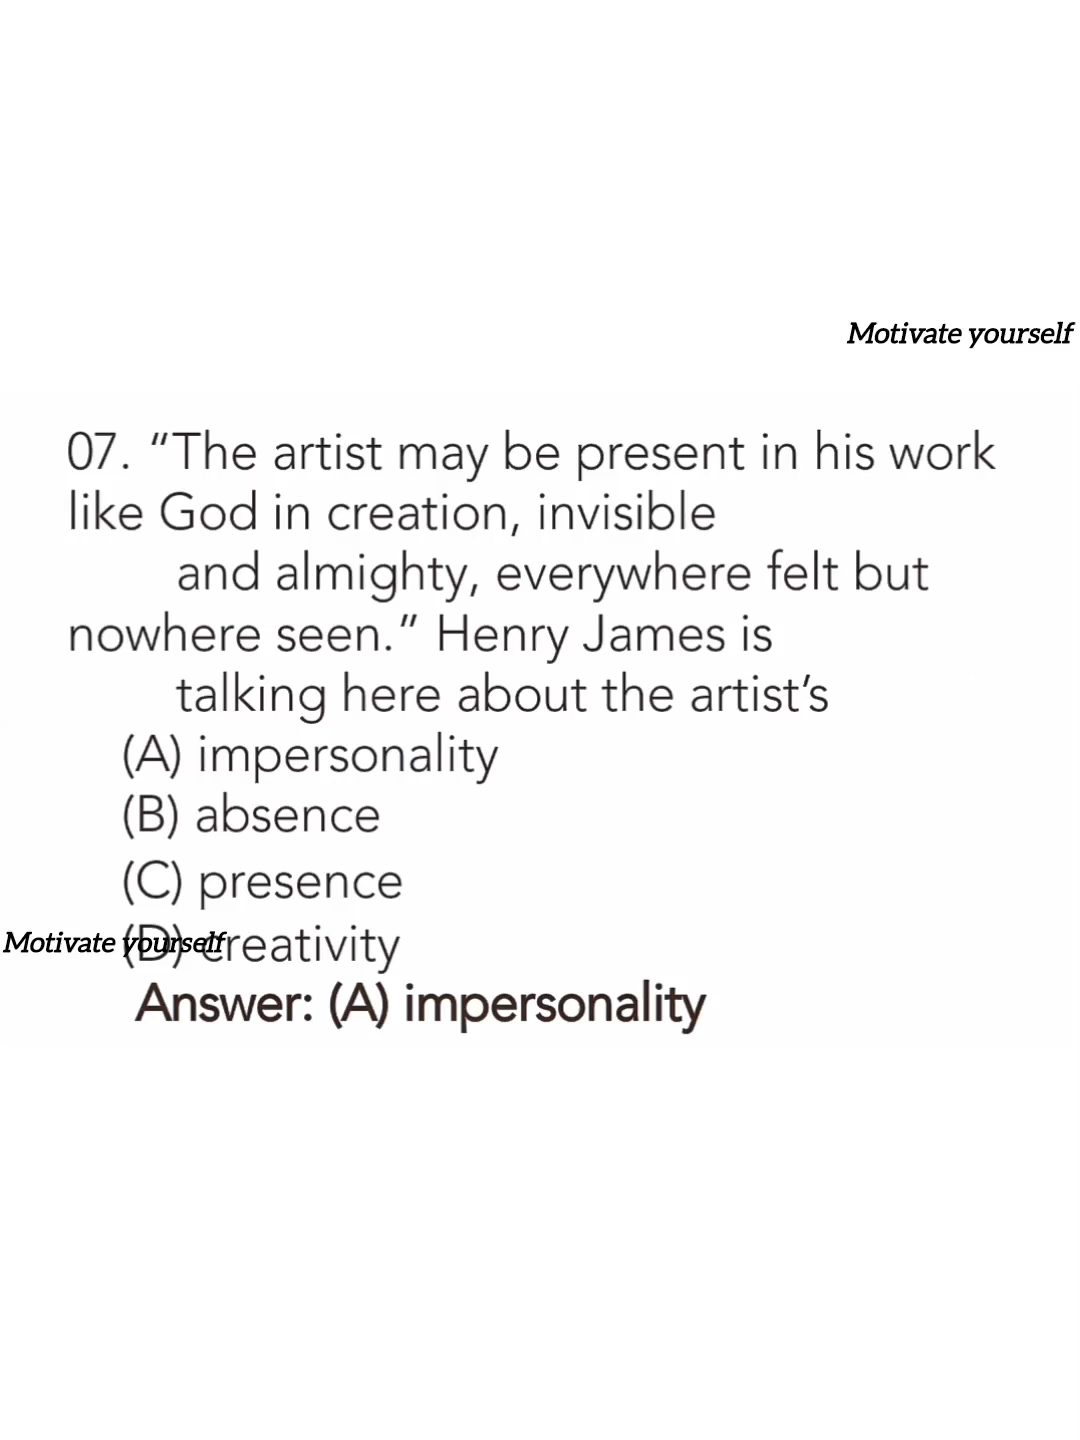 Motivate yourself
07. “The artist may be present in his work
like God in creation, invisible
and almighty, everywhere felt but
nowhere seen.” Henry James is
talking here about the artist’s
(A) impersonality
(B) absence
(C) presence
(D) creativity
Motivate yourself
Answer: (A) impersonality